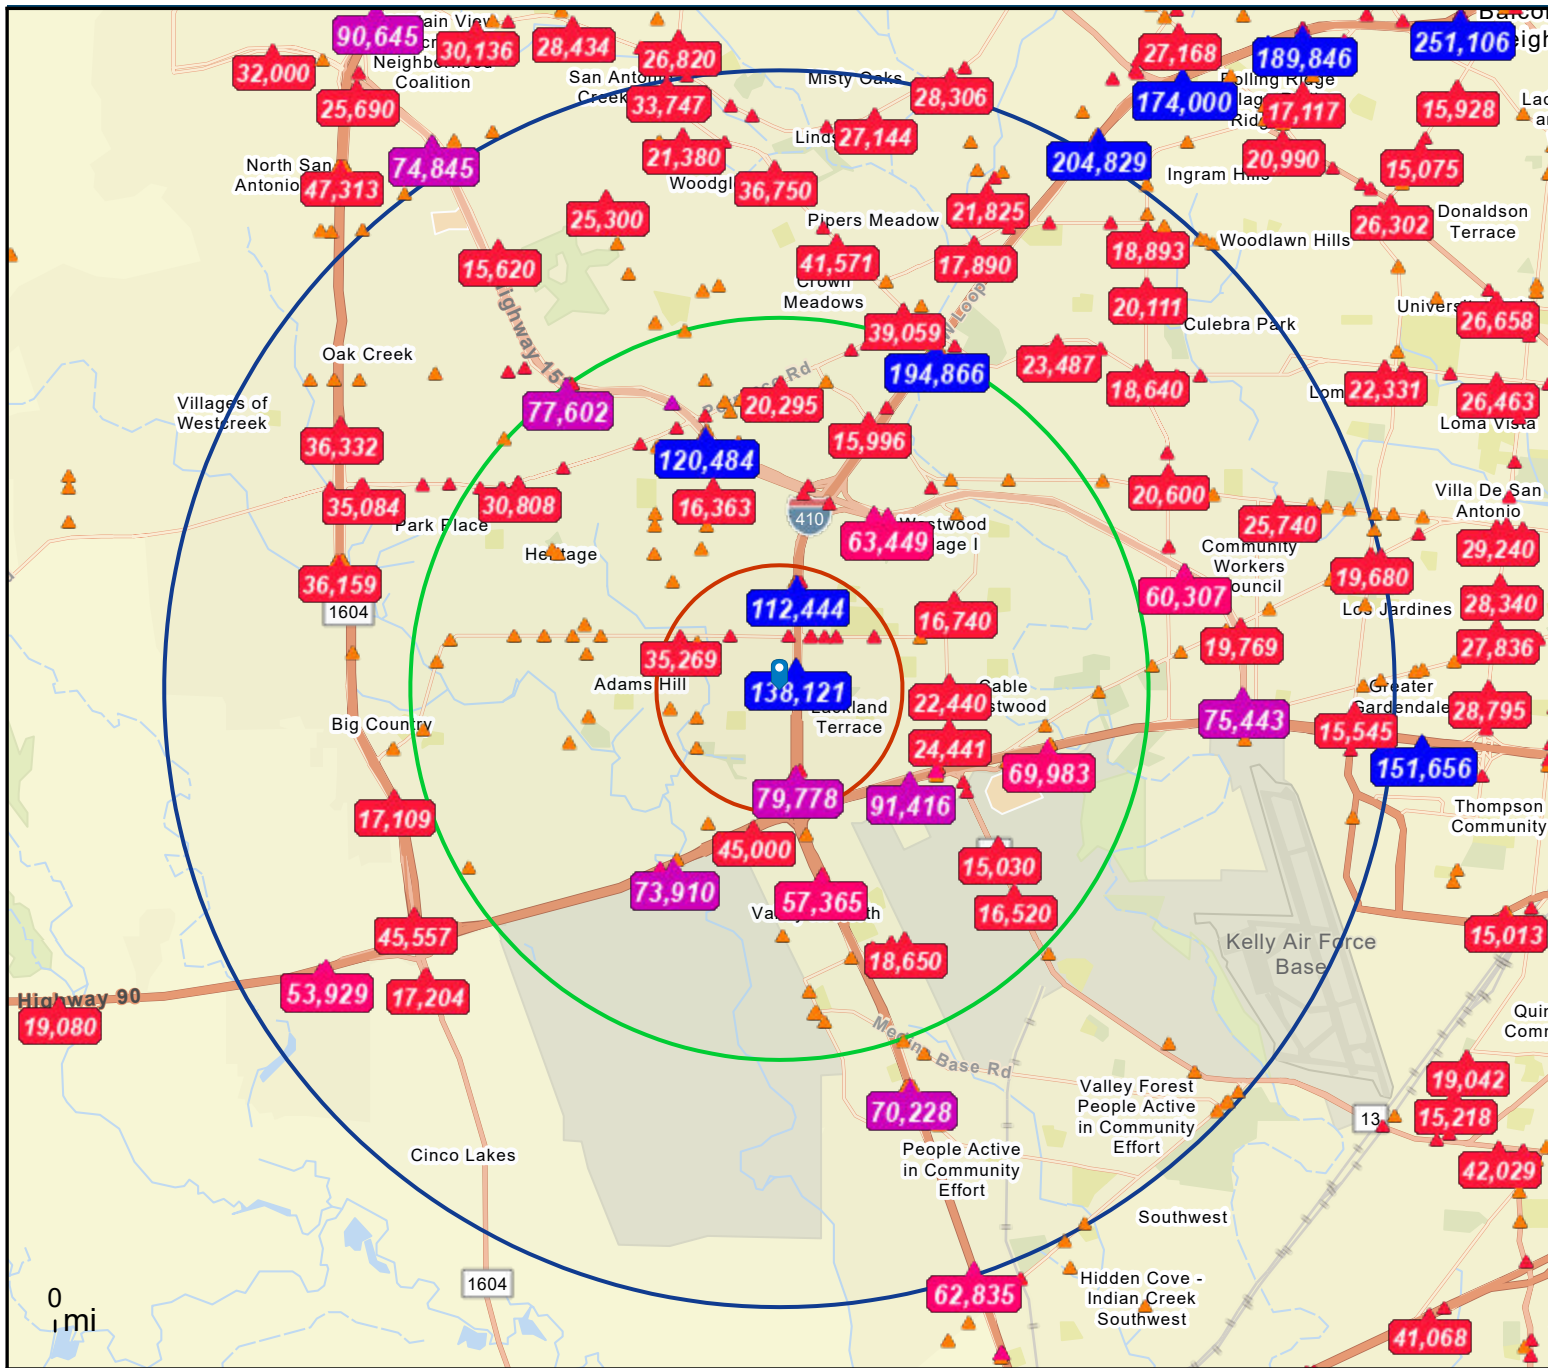 90,645
30,136
28,434
26,820
27,168
189,846
251,106
32,000
Neighborhood
Coalition
San Antonio
Creek
Misty Oaks
28,306
174,000
Rolling Ridge
17,117
15,928
25,690
33,747
27,144
74,845
21,380
Woodgl
36,750
204,829
20,990
Ingram Hills
15,075
North San
Antonio
47,313
25,300
Pipers Meadow
21,825
26,302
Donaldson
Terrace
15,620
41,571
17,890
18,893
Woodlawn Hills
Crown
Meadows
20,111
Culebra Park
26,658
Highway 151
Oak Creek
39,059
NW Loop
194,866
23,487
18,640
22,331
26,463
Loma Vista
Villages of
Westcreek
77,602
20,295
Rd
36,332
120,484
15,996
35,084
Park Place
30,808
16,363
410
63,449
Westwood
Village I
20,600
25,740
Villa De San
Antonio
Heritage
Community
Workers
Council
29,240
36,159
1604
112,444
16,740
60,307
19,680
Los Jardines
28,340
35,269
Adams Hill
19,769
27,836
138,121
Lackland
Terrace
22,440
Cable
Westwood
Greater
Gardendale
28,795
Big Country
75,443
15,545
24,441
69,983
151,656
79,778
91,416
17,109
45,000
Thompson
Community
73,910
57,365
15,030
16,520
45,557
18,650
Kelly Air Force
Base
15,013
53,929
17,204
Highway 90
19,080
Medina Base Rd
70,228
Valley Forest
People Active
in Community
Effort
19,042
15,218
13
42,029
Cinco Lakes
People Active
in Community
Effort
Southwest
1604
62,835
Hidden Cove -
Indian Creek
Southwest
41,068
0
mi